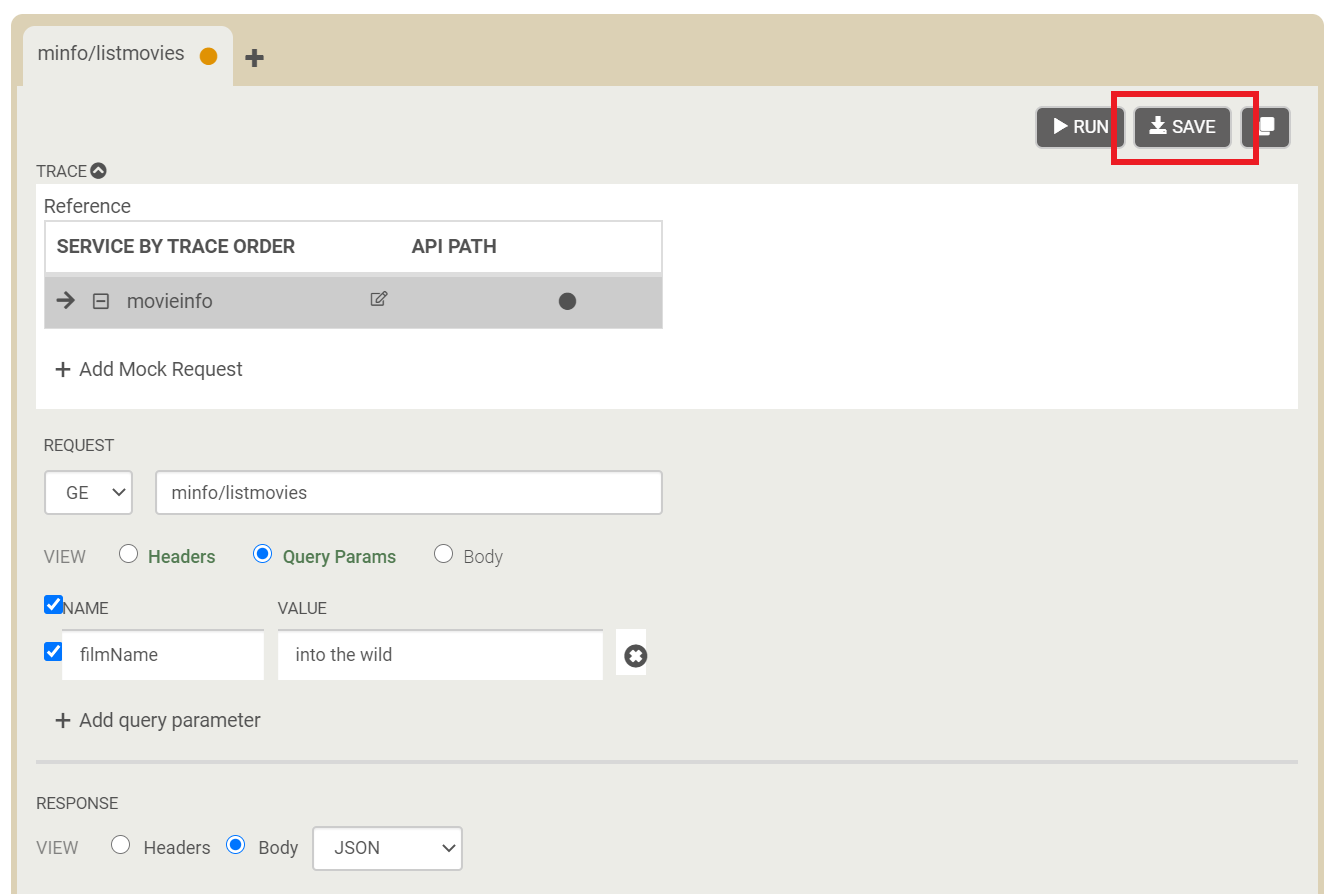 minfo/listmovies
RUN SAVE
TRACE
Reference
SERVICE BY TRACE ORDER API PATH
movieinfo
Add Mock Request
REQUEST
GE minfo/listmovies
VIEW Headers Query Params Body
NAME VALUE
filmName into the wild
Add query parameter
RESPONSE
VIEW Headers Body JSON